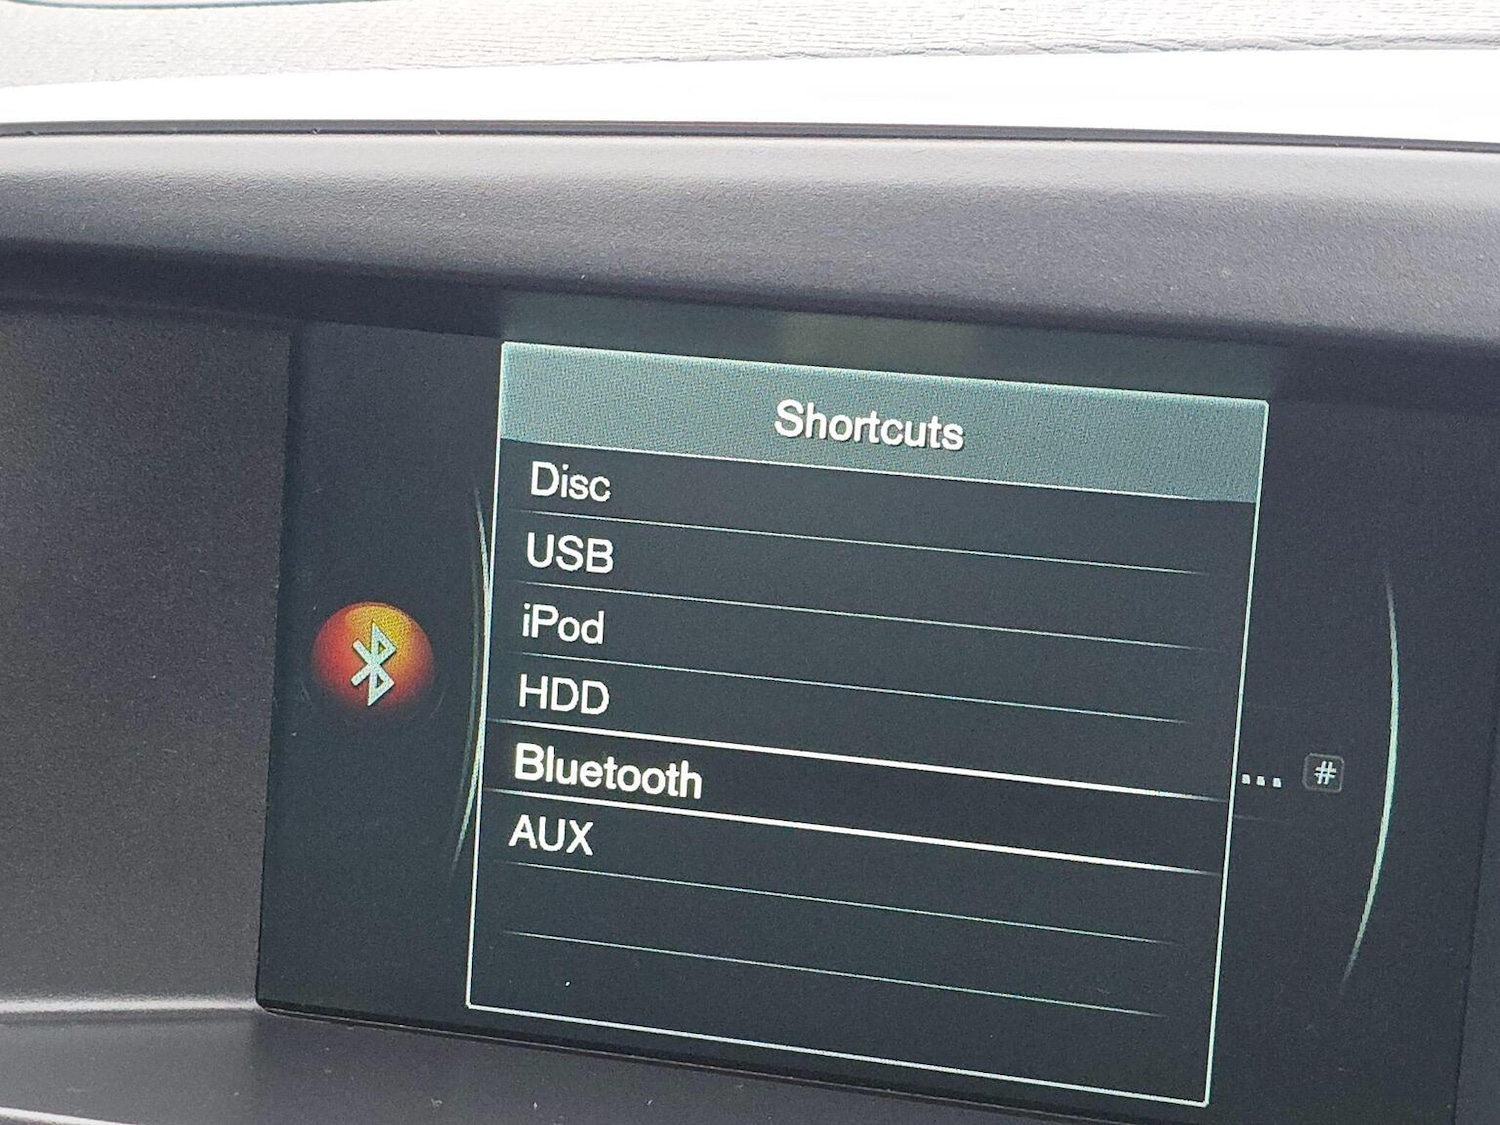 Shortcuts
Disc
USB
iPod
HDD
Bluetooth
... #
AUX